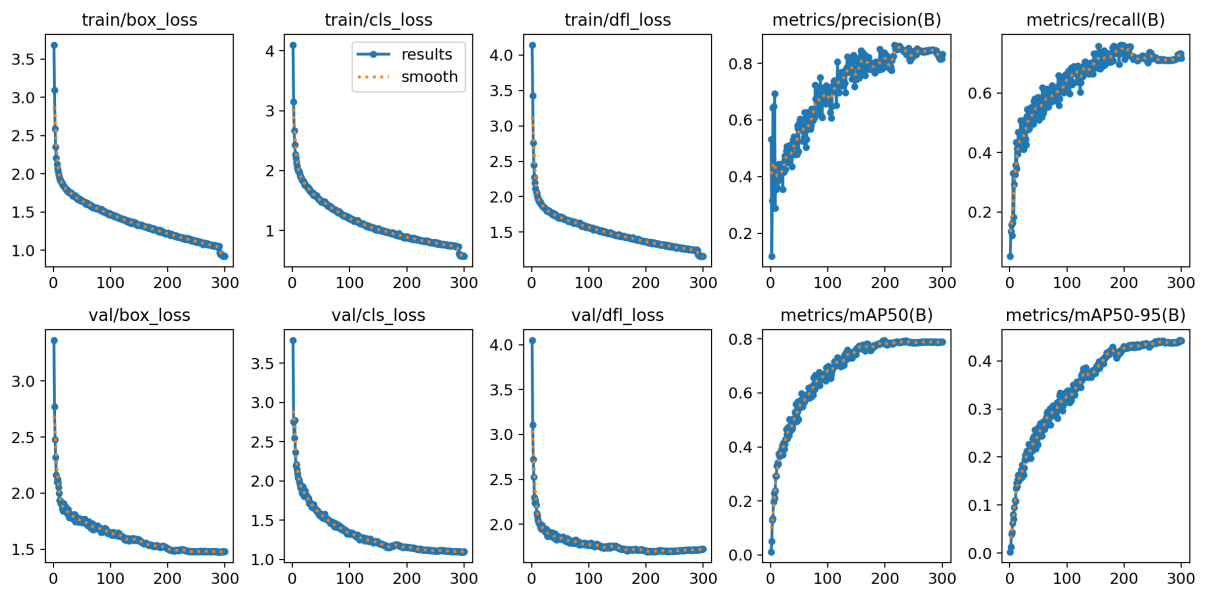 train/box_loss
train/cls_loss
train/dfl_loss
metrics/precision(B)
metrics/recall(B)
3.5
3.0
2.5
2.0
1.5
1.0
0 100 200 300
results
smooth
4
3
2
1
0 100 200 300
4.0
3.5
3.0
2.5
2.0
1.5
0 100 200 300
0.8
0.6
0.4
0.2
0 100 200 300
0.6
0.4
0.2
0 100 200 300
val/box_loss
val/cls_loss
val/dfl_loss
metrics/mAP50(B)
metrics/mAP50-95(B)
3.0
2.5
2.0
1.5
0 100 200 300
3.5
3.0
2.5
2.0
1.5
1.0
0 100 200 300
4.0
3.5
3.0
2.5
2.0
0 100 200 300
0.8
0.6
0.4
0.2
0.0
0 100 200 300
0.4
0.3
0.2
0.1
0.0
0 100 200 300